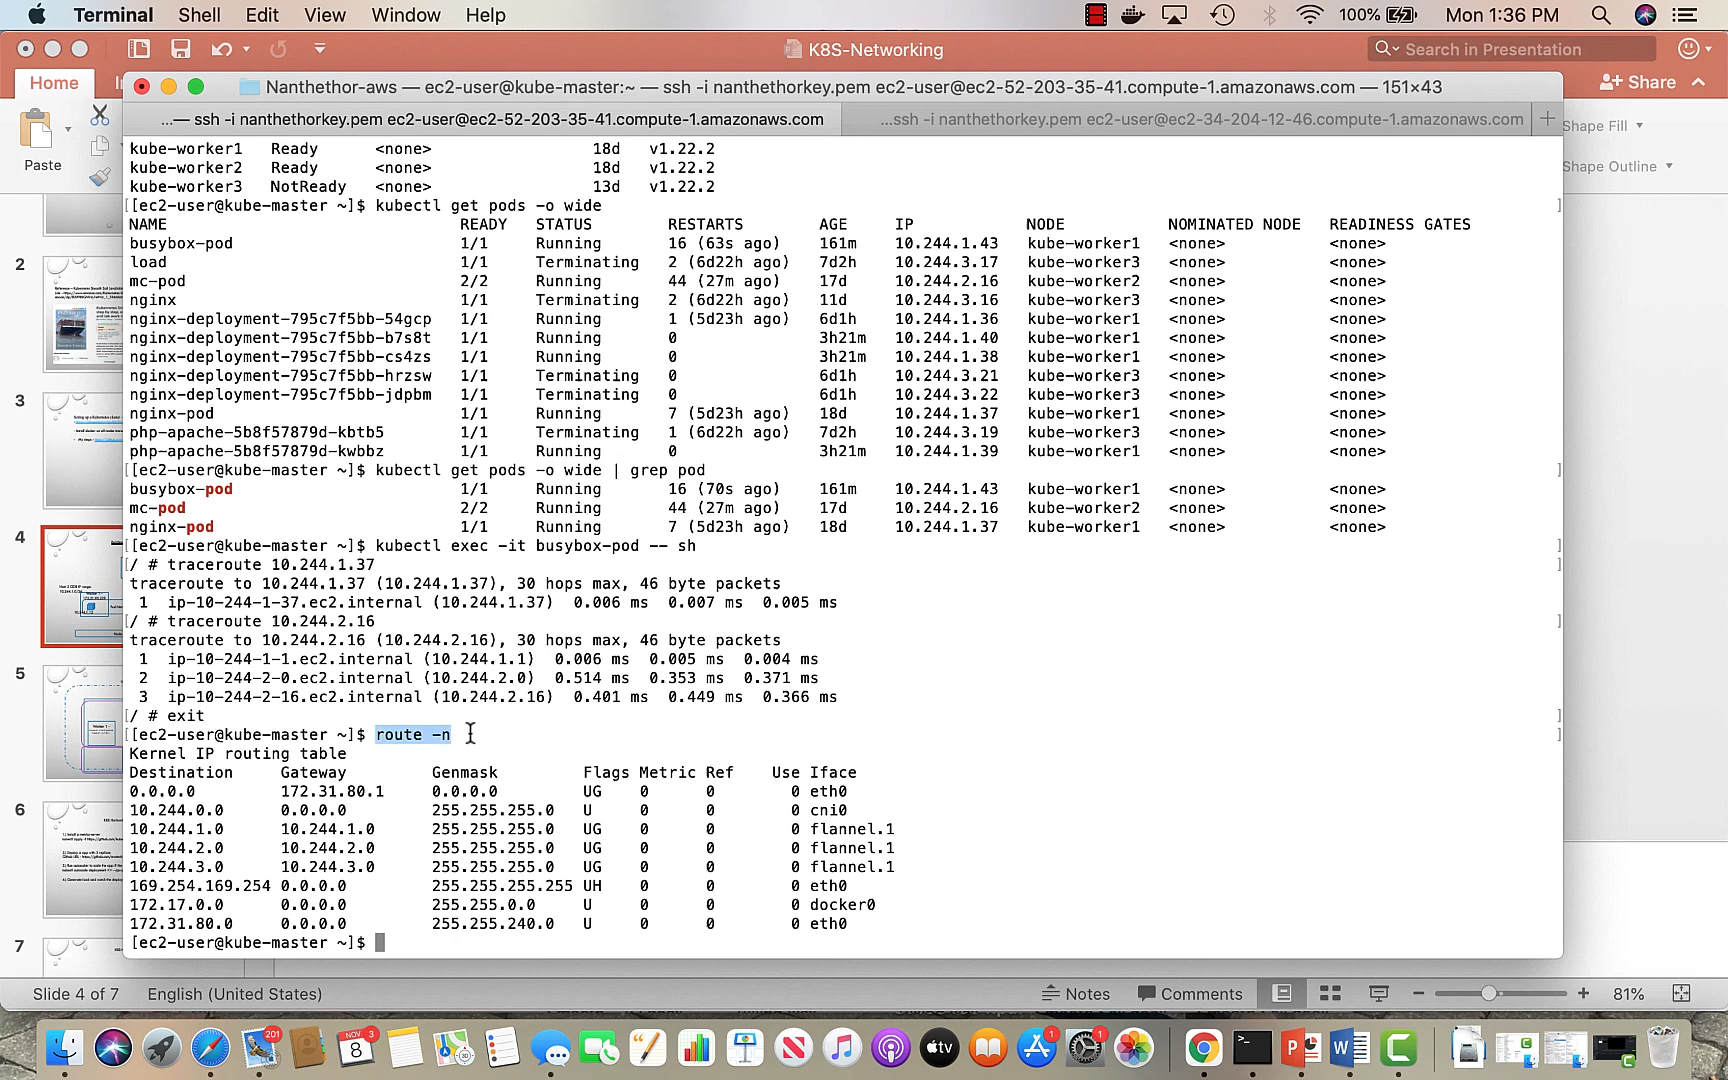 Terminal Shell Edit View Window Help 100% Mon 1:36 PM
K8S-Networking Search in Presentation
Home Share
Nanthethor-aws — ec2-user@kube-master:~ — ssh -i nanthethorkey.pem ec2-user@ec2-52-203-35-41.compute-1.amazonaws.com — 151×43
...— ssh -i nanthethorkey.pem ec2-user@ec2-52-203-35-41.compute-1.amazonaws.com ...ssh -i nanthethorkey.pem ec2-user@ec2-34-204-12-46.compute-1.amazonaws.com
Paste
Shape Fill
Shape Outline
kube-worker1 Ready <none> 18d v1.22.2
kube-worker2 Ready <none> 18d v1.22.2
kube-worker3 NotReady <none> 13d v1.22.2
[[ec2-user@kube-master ~]$ kubectl get pods -o wide ]
NAME READY STATUS RESTARTS AGE IP NODE NOMINATED NODE READINESS GATES
busybox-pod 1/1 Running 16 (63s ago) 161m 10.244.1.43 kube-worker1 <none> <none>
load 1/1 Terminating 2 (6d22h ago) 7d2h 10.244.3.17 kube-worker3 <none> <none>
mc-pod 2/2 Running 44 (27m ago) 17d 10.244.2.16 kube-worker2 <none> <none>
nginx 1/1 Terminating 2 (6d22h ago) 11d 10.244.3.16 kube-worker3 <none> <none>
nginx-deployment-795c7f5bb-54gcp 1/1 Running 1 (5d23h ago) 6d1h 10.244.1.36 kube-worker1 <none> <none>
nginx-deployment-795c7f5bb-b7s8t 1/1 Running 0 3h21m 10.244.1.40 kube-worker1 <none> <none>
nginx-deployment-795c7f5bb-cs4zs 1/1 Running 0 3h21m 10.244.1.38 kube-worker1 <none> <none>
nginx-deployment-795c7f5bb-hrzsw 1/1 Terminating 0 6d1h 10.244.3.21 kube-worker3 <none> <none>
nginx-deployment-795c7f5bb-jdpbm 1/1 Terminating 0 6d1h 10.244.3.22 kube-worker3 <none> <none>
nginx-pod 1/1 Running 7 (5d23h ago) 18d 10.244.1.37 kube-worker1 <none> <none>
php-apache-5b8f57879d-kbtb5 1/1 Terminating 1 (6d22h ago) 7d2h 10.244.3.19 kube-worker3 <none> <none>
php-apache-5b8f57879d-kwbbz 1/1 Running 0 3h21m 10.244.1.39 kube-worker1 <none> <none>
[[ec2-user@kube-master ~]$ kubectl get pods -o wide | grep pod ]
busybox-pod 1/1 Running 16 (70s ago) 161m 10.244.1.43 kube-worker1 <none> <none>
mc-pod 2/2 Running 44 (27m ago) 17d 10.244.2.16 kube-worker2 <none> <none>
nginx-pod 1/1 Running 7 (5d23h ago) 18d 10.244.1.37 kube-worker1 <none> <none>
[[ec2-user@kube-master ~]$ kubectl exec -it busybox-pod -- sh ]
[/ # traceroute 10.244.1.37 ]
traceroute to 10.244.1.37 (10.244.1.37), 30 hops max, 46 byte packets
1 ip-10-244-1-37.ec2.internal (10.244.1.37) 0.006 ms 0.007 ms 0.005 ms
[/ # traceroute 10.244.2.16 ]
traceroute to 10.244.2.16 (10.244.2.16), 30 hops max, 46 byte packets
1 ip-10-244-1-1.ec2.internal (10.244.1.1) 0.006 ms 0.005 ms 0.004 ms
2 ip-10-244-2-0.ec2.internal (10.244.2.0) 0.514 ms 0.353 ms 0.371 ms
3 ip-10-244-2-16.ec2.internal (10.244.2.16) 0.401 ms 0.449 ms 0.366 ms
[/ # exit ]
[[ec2-user@kube-master ~]$ route -n ]
Kernel IP routing table
Destination Gateway Genmask Flags Metric Ref Use Iface
0.0.0.0 172.31.80.1 0.0.0.0 UG 0 0 0 eth0
10.244.0.0 0.0.0.0 255.255.255.0 U 0 0 0 cni0
10.244.1.0 10.244.1.0 255.255.255.0 UG 0 0 0 flannel.1
10.244.2.0 10.244.2.0 255.255.255.0 UG 0 0 0 flannel.1
10.244.3.0 10.244.3.0 255.255.255.0 UG 0 0 0 flannel.1
169.254.169.254 0.0.0.0 255.255.255.255 UH 0 0 0 eth0
172.17.0.0 0.0.0.0 255.255.0.0 U 0 0 0 docker0
172.31.80.0 0.0.0.0 255.255.240.0 U 0 0 0 eth0
[ec2-user@kube-master ~]$
2
3
4
5
6
7
Slide 4 of 7 English (United States) Notes Comments 81%
201
NOV 3
8
1
1
tv